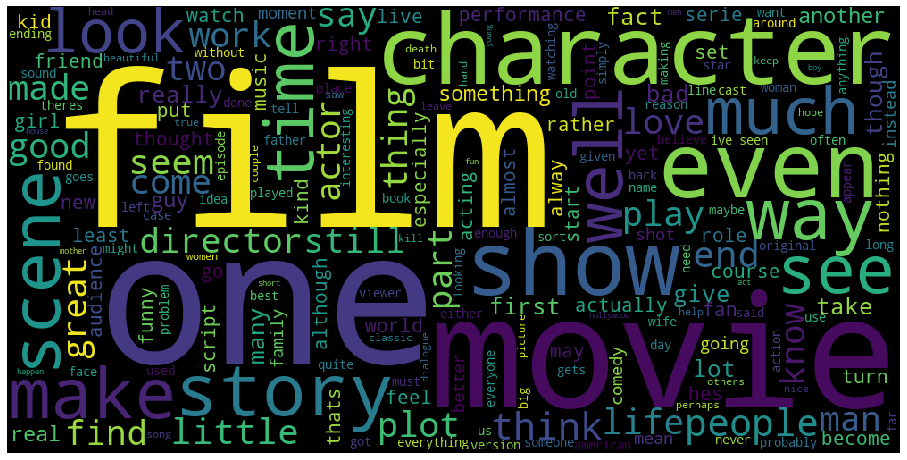 film
one
movie
character
even
show
story
way
make
time
scene
see
well
much
look
thing
life
people
think
plot
little
find
good
great
made
work
say
two
come
seem
actor
director
still
part
end
play
love
know
man
kid
ending
head
beautiful
watch
moment
live
without
friend
right
music
really
put
sound
theres
girl
thought
place
tell
done
true
saw
father
house
found
goes
episode
couple
interesting
new
left
idea
played
book
guy
case
kind
especially
least
might
women
go
kill
audience
mother
although
funny
problem
short
best
viewer
many
family
world
script
classic
used
quite
feel
must
dialogue
happen
face
thats
real
song
got
everything
performance
fact
serie
another
death
bit
psint
simply
young
hard
men
watching
making
set
star
want
around
keep
boy
anything
something
old
line
cast
woman
bad
though
rather
reason
hope
instead
almost
alway
given
believe
ive seen
often
yet
nothing
acting
start
back
name
maybe
appear
enough
sort
shot
role
original
long
looking
need
act
course
first
actually
give
fan
said
take
fun
either
hollywood
help
wife
use
picture
may
going
day
action
lot
others
turn
better
everyone
gets
comedy
hes
nice
big
perhaps
us
version
someone
american
mean
never
probably
become
far